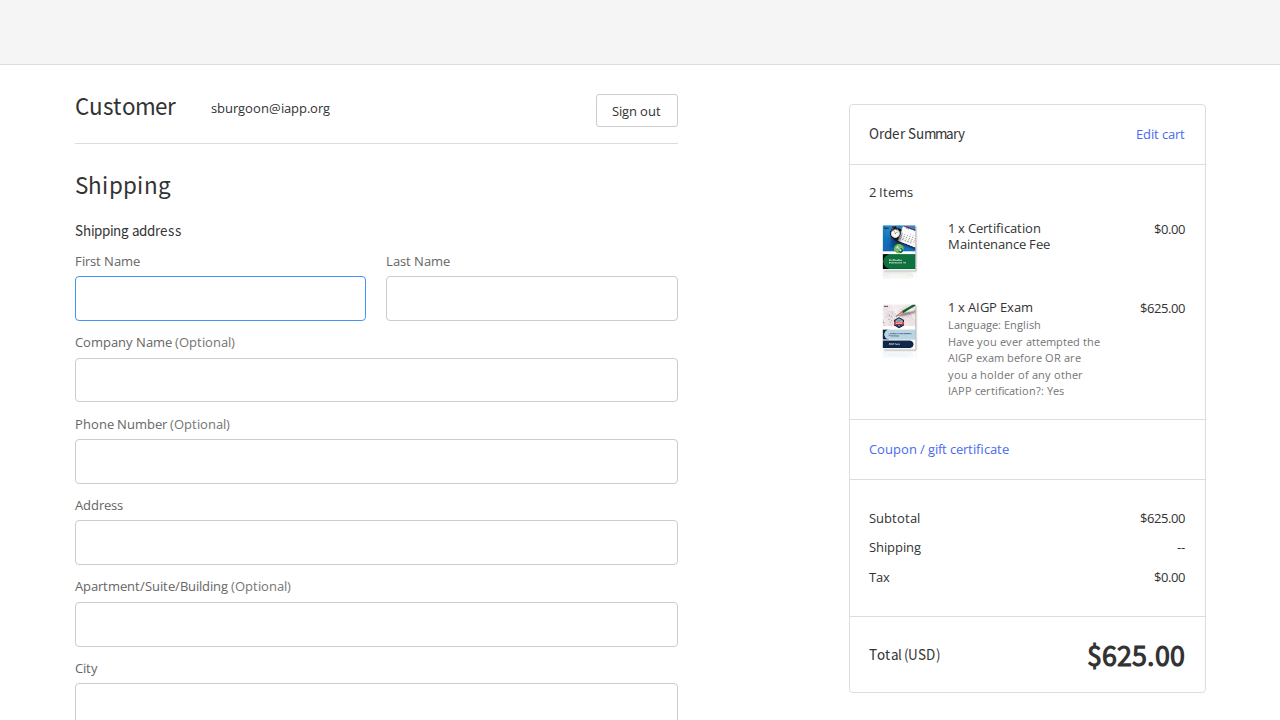 Customer
sburgoon@iapp.org
Sign out
Shipping
Shipping address
First Name
Last Name
Company Name (Optional)
Phone Number (Optional)
Address
Apartment/Suite/Building (Optional)
City
Order Summary
Edit cart
2 Items
1 x Certification
Maintenance Fee
$0.00
1 x AIGP Exam
$625.00
Language: English
Have you ever attempted the
AIGP exam before OR are
you a holder of any other
IAPP certification?: Yes
Coupon / gift certificate
Subtotal
$625.00
Shipping
--
Tax
$0.00
Total (USD)
$625.00